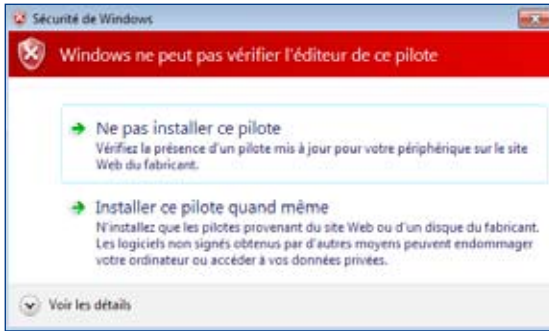 Sécurité de Windows
Windows ne peut pas vérifier l'éditeur de ce pilote
Ne pas installer ce pilote
Vérifiez la présence d'un pilote mis à jour pour votre périphérique sur le site
Web du fabricant.
Installer ce pilote quand même
N'installez que les pilotes provenant du site Web ou d'un disque du fabricant.
Les logiciels non signés obtenus par d'autres moyens peuvent endommager
votre ordinateur ou accéder à vos données privées.
Voir les détails